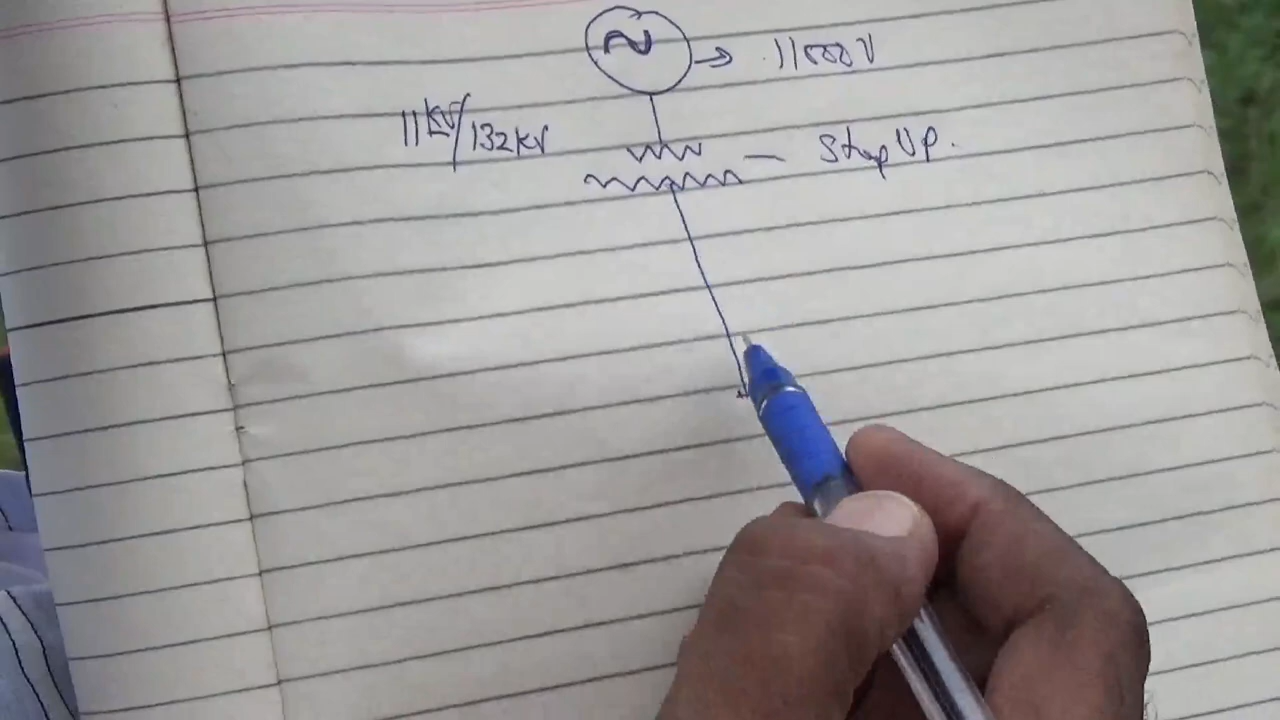 ~
→ 11000V
11kV/132kV
Step UP.